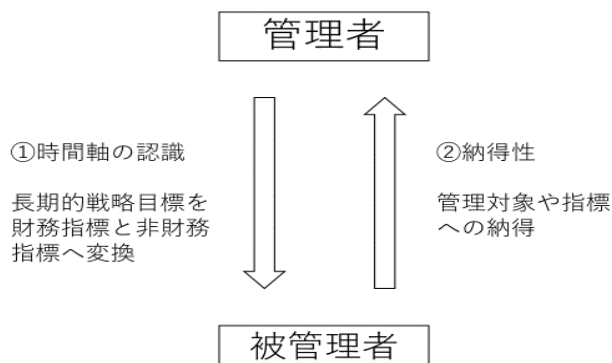 管理者
①時間軸の認識
長期的戦略目標を
財務指標と非財務
指標へ変換
②納得性
管理対象や指標
への納得
被管理者